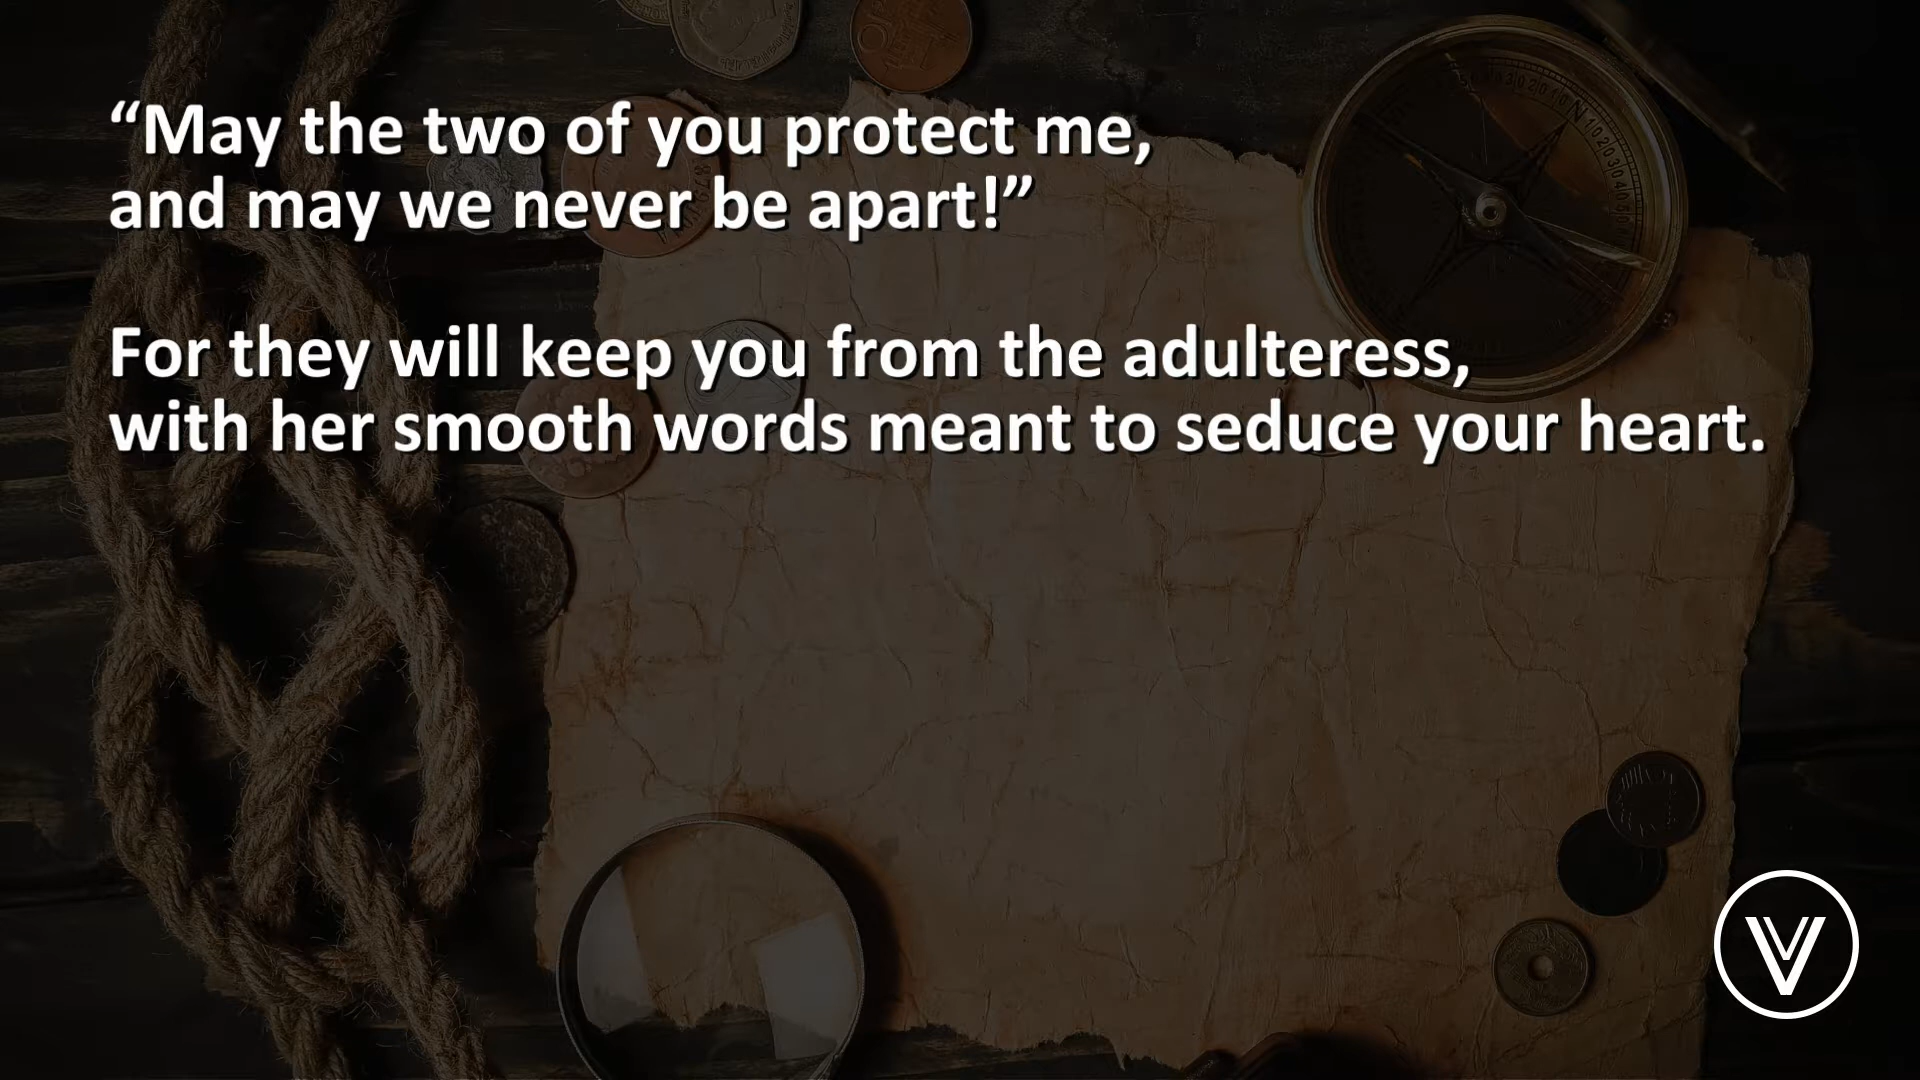 “May the two of you protect me,
and may we never be apart!”
For they will keep you from the adulteress,
with her smooth words meant to seduce your heart.